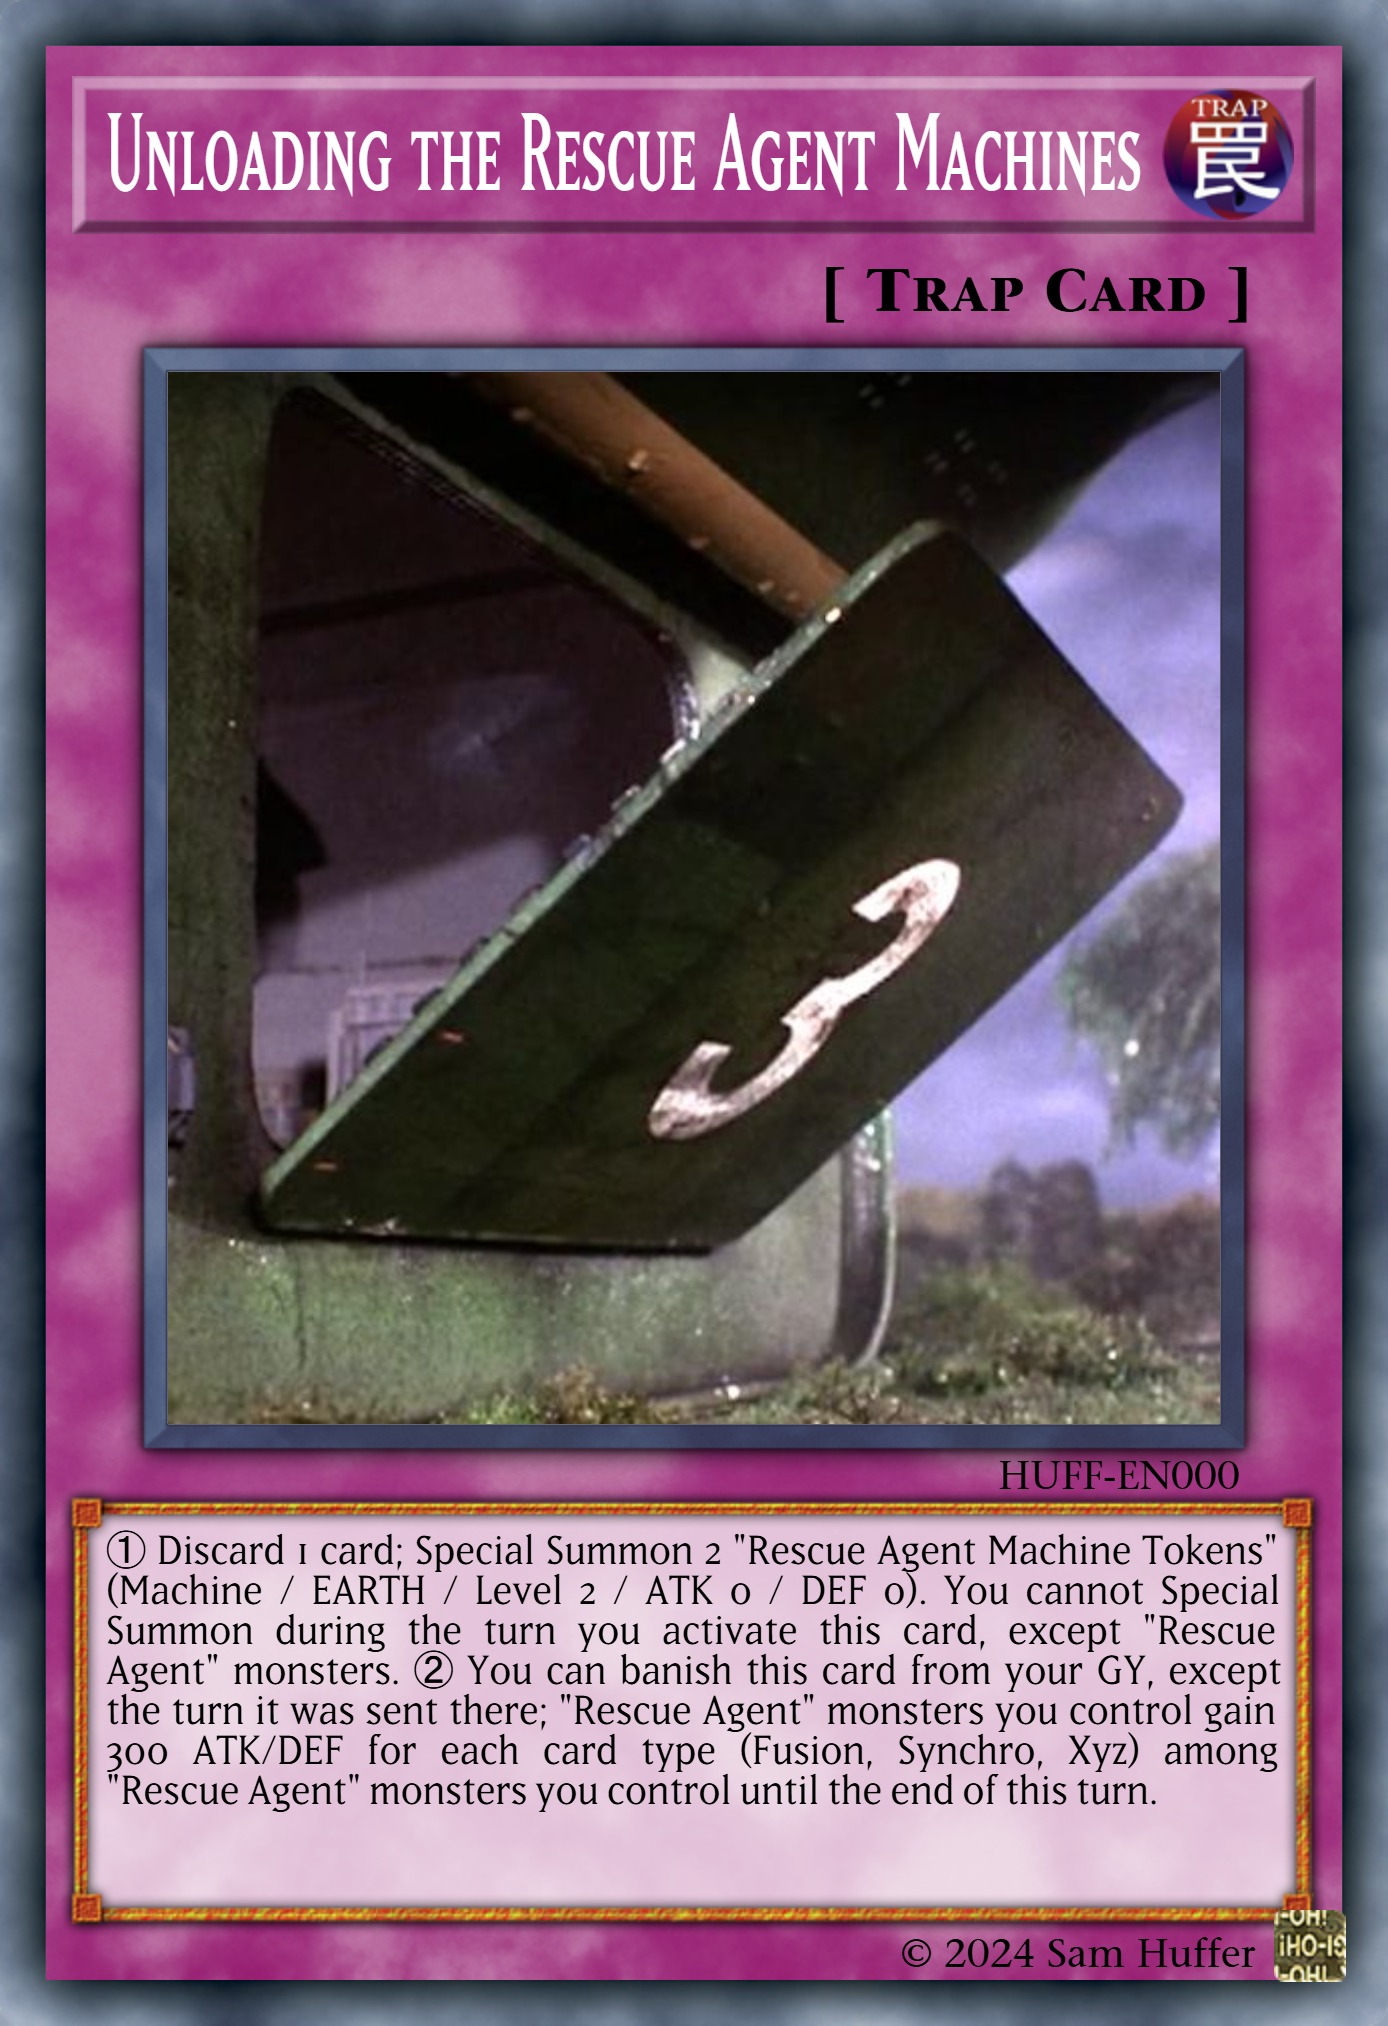 Unloading the Rescue Agent Machines
TRAP
罠
[ Trap Card ]
3
HUFF-EN000
① Discard 1 card; Special Summon 2 "Rescue Agent Machine Tokens"
(Machine / EARTH / Level 2 / ATK 0 / DEF 0). You cannot Special
Summon during the turn you activate this card, except "Rescue
Agent" monsters. ② You can banish this card from your GY, except
the turn it was sent there; "Rescue Agent" monsters you control gain
300 ATK/DEF for each card type (Fusion, Synchro, Xyz) among
"Rescue Agent" monsters you control until the end of this turn.
© 2024 Sam Huffer